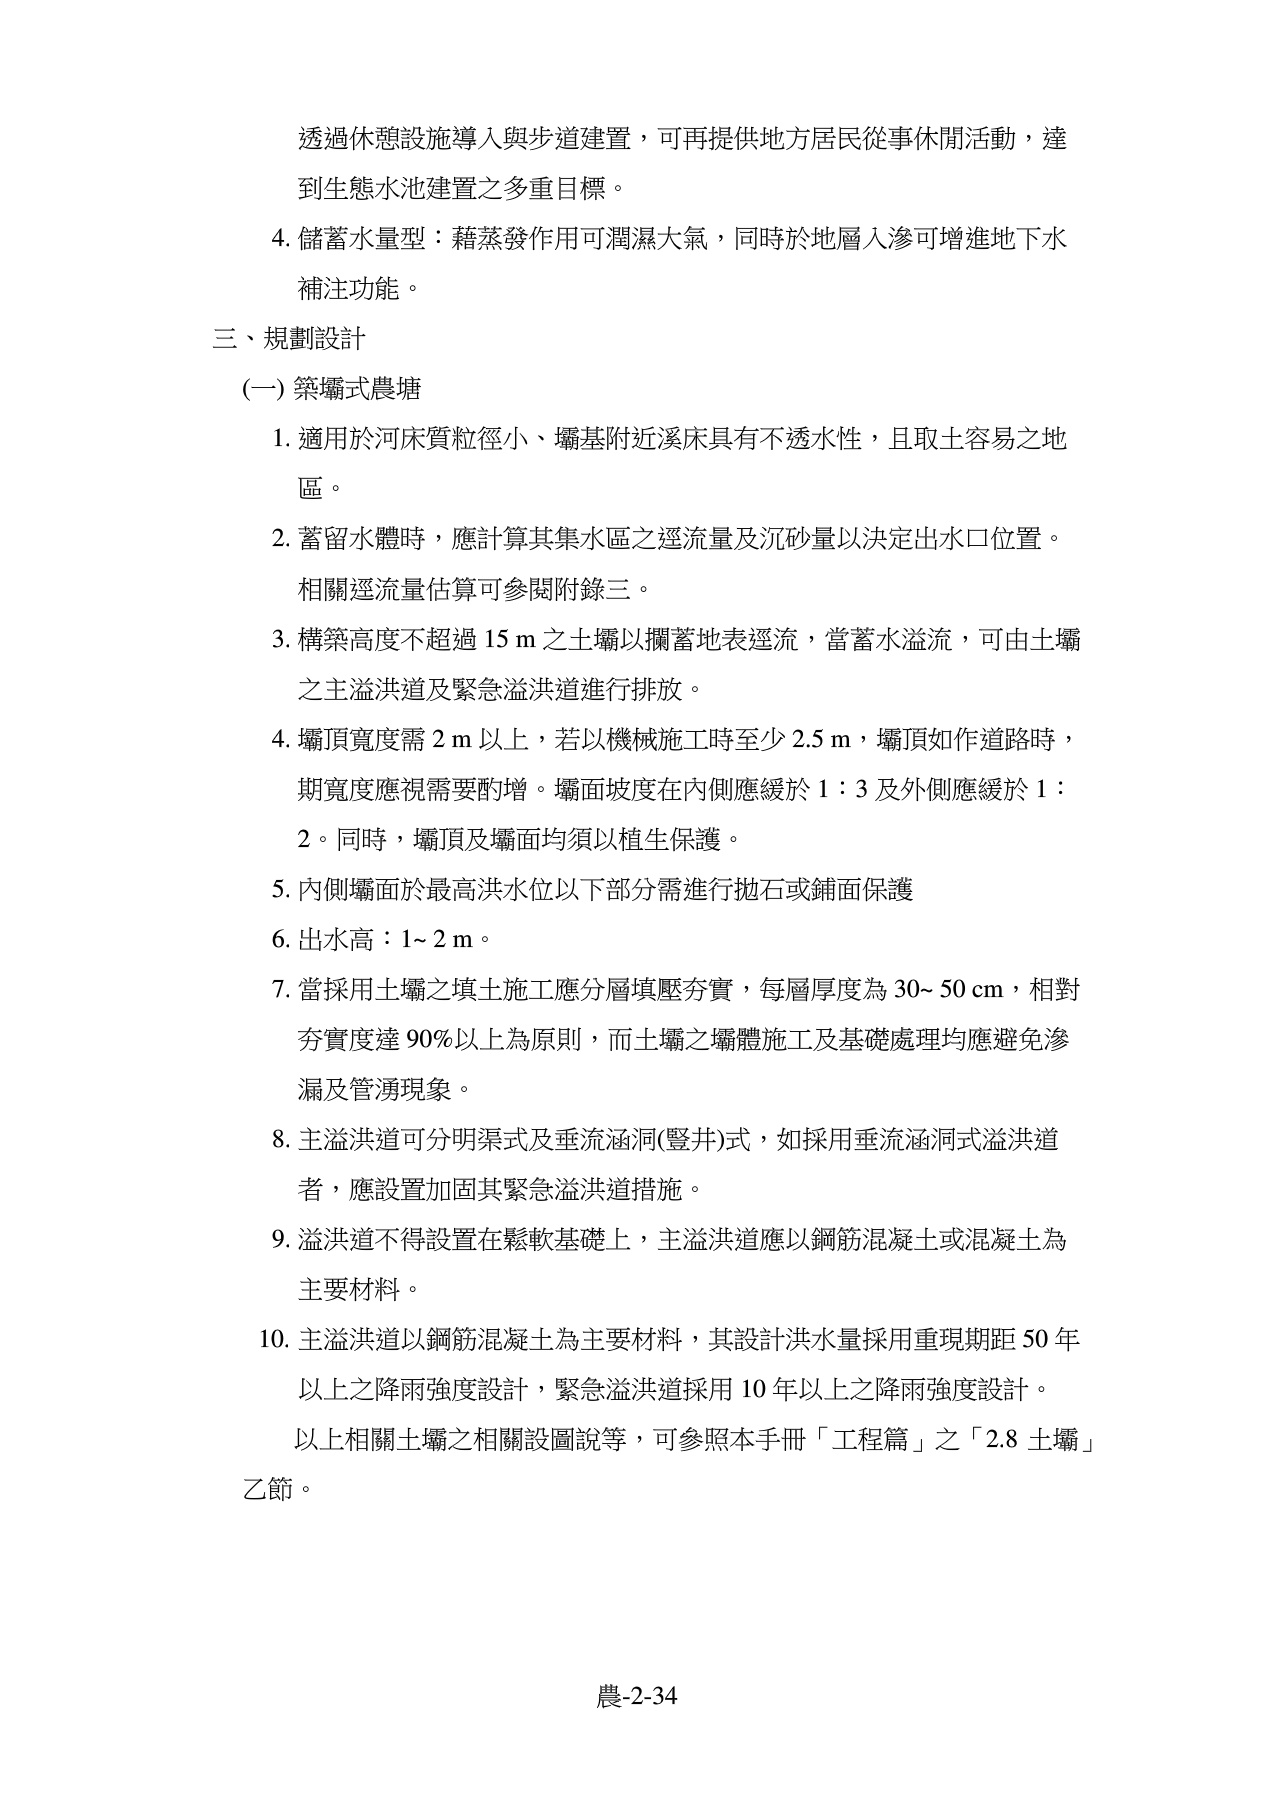 透過休憩設施導入與步道建置，可再提供地方居民從事休閒活動，達
到生態水池建置之多重目標。
4. 儲蓄水量型：藉蒸發作用可潤濕大氣，同時於地層入滲可增進地下水
補注功能。
三、規劃設計
(一) 築壩式農塘
1. 適用於河床質粒徑小、壩基附近溪床具有不透水性，且取土容易之地
區。
2. 蓄留水體時，應計算其集水區之逕流量及沉砂量以決定出水口位置。
相關逕流量估算可參閱附錄三。
3. 構築高度不超過 15 m 之土壩以攔蓄地表逕流，當蓄水溢流，可由土壩
之主溢洪道及緊急溢洪道進行排放。
4. 壩頂寬度需 2 m 以上，若以機械施工時至少 2.5 m，壩頂如作道路時，
期寬度應視需要酌增。壩面坡度在內側應緩於 1：3 及外側應緩於 1：
2。同時，壩頂及壩面均須以植生保護。
5. 內側壩面於最高洪水位以下部分需進行拋石或鋪面保護
6. 出水高：1~ 2 m。
7. 當採用土壩之填土施工應分層填壓夯實，每層厚度為 30~ 50 cm，相對
夯實度達 90%以上為原則，而土壩之壩體施工及基礎處理均應避免滲
漏及管湧現象。
8. 主溢洪道可分明渠式及垂流涵洞(豎井)式，如採用垂流涵洞式溢洪道
者，應設置加固其緊急溢洪道措施。
9. 溢洪道不得設置在鬆軟基礎上，主溢洪道應以鋼筋混凝土或混凝土為
主要材料。
10. 主溢洪道以鋼筋混凝土為主要材料，其設計洪水量採用重現期距 50 年
以上之降雨強度設計，緊急溢洪道採用 10 年以上之降雨強度設計。
以上相關土壩之相關設圖說等，可參照本手冊「工程篇」之「2.8 土壩」
乙節。
農-2-34